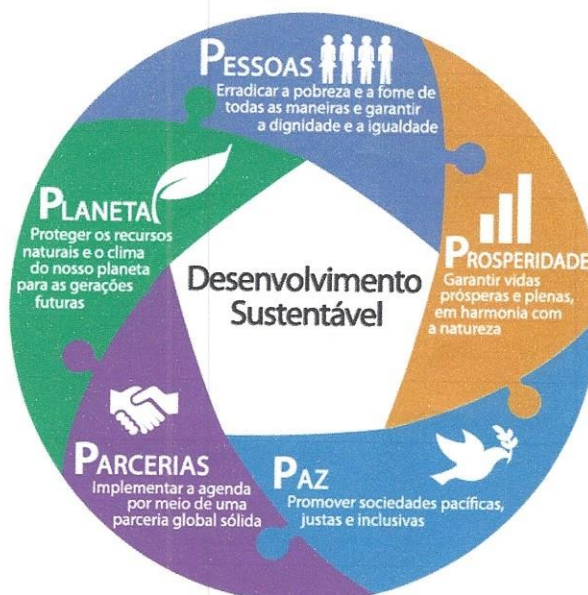 PESSOAS
Erradicar a pobreza e a fome de
todas as maneiras e garantir
a dignidade e a igualdade
PLANETA
Proteger os recursos
naturais e o clima
do nosso planeta
para as gerações
futuras
PROSPERIDADE
Garantir vidas
prósperas e plenas,
em harmonia com
a natureza
Desenvolvimento
Sustentável
PARCERIAS
Implementar a agenda
por meio de uma
parceria global sólida
PAZ
Promover sociedades pacíficas,
justas e inclusivas